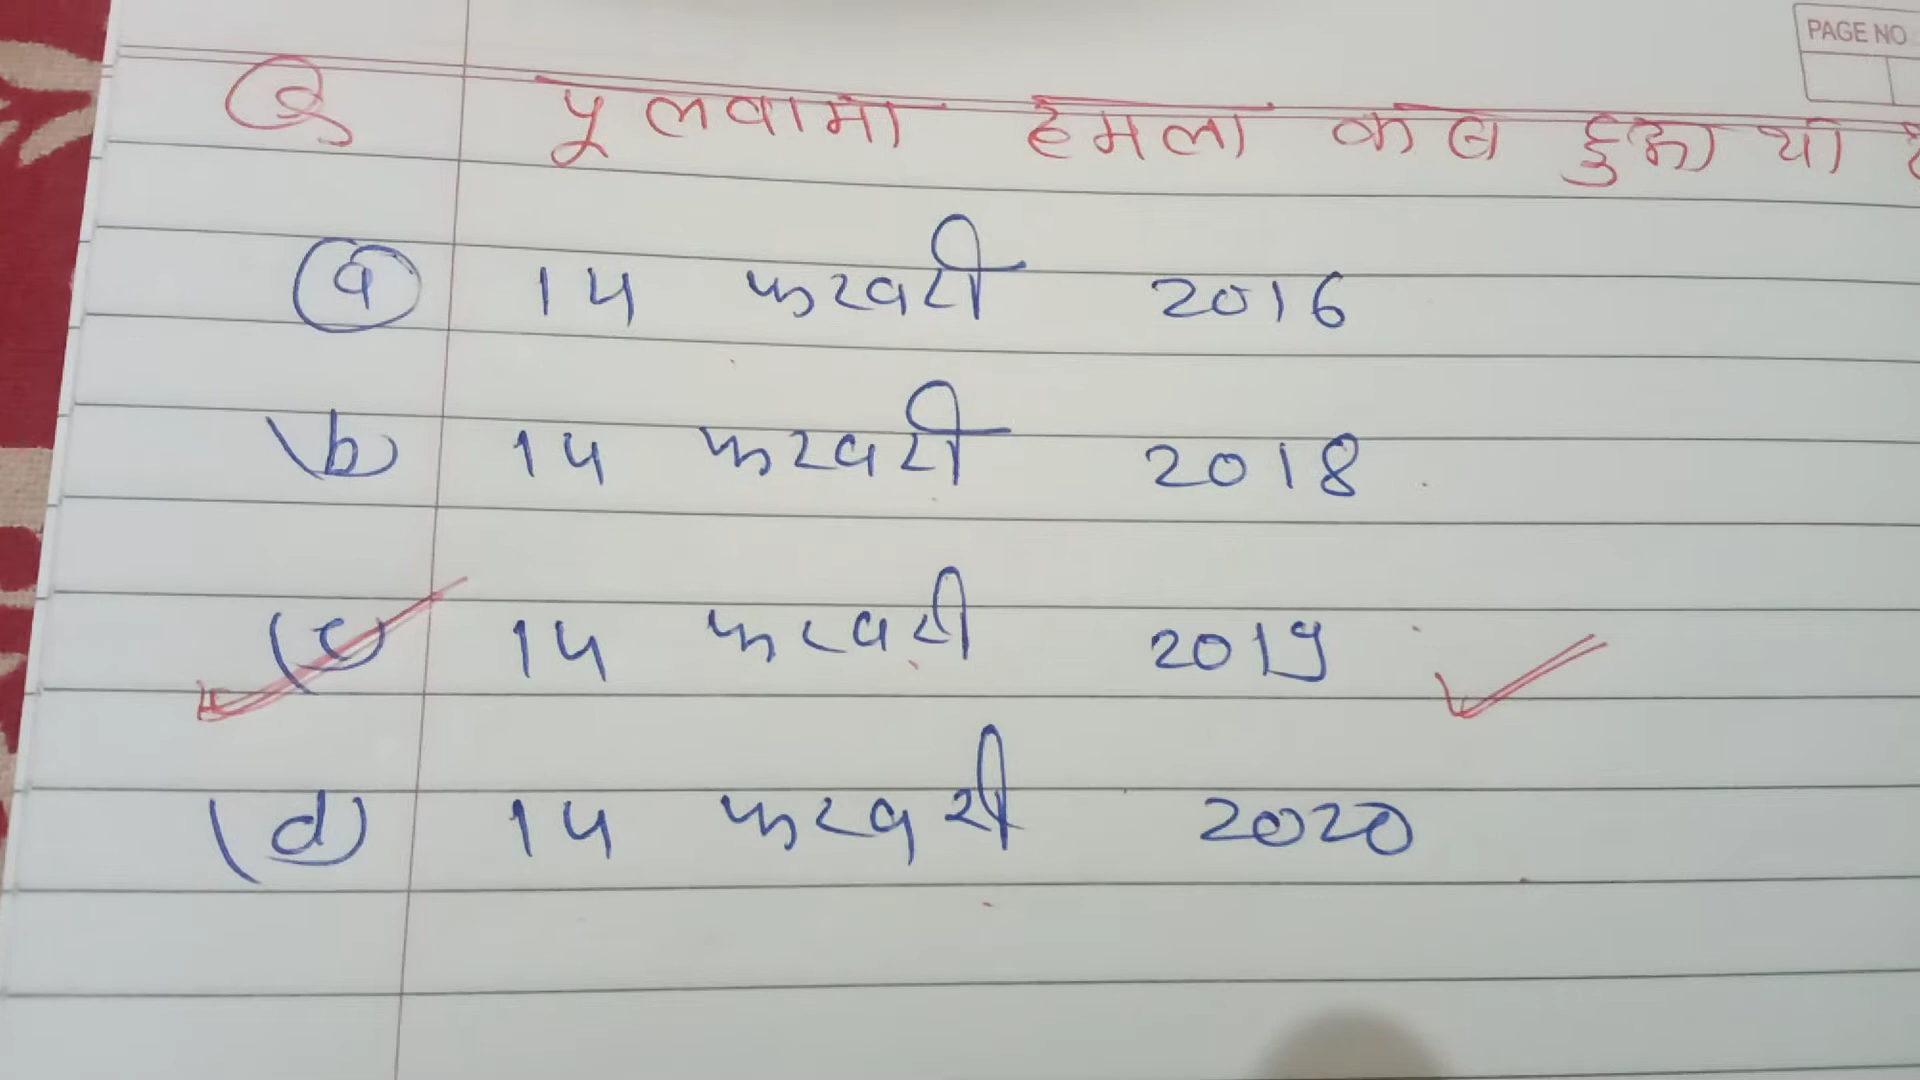 PAGE NO
Q पूलवामा हमला कब हुआ था ?
(a) 14 फरवरी 2016
(b) 14 फरवरी 2018
(c) 14 फरवरी 2019 ✓
(d) 14 फरवरी 2020